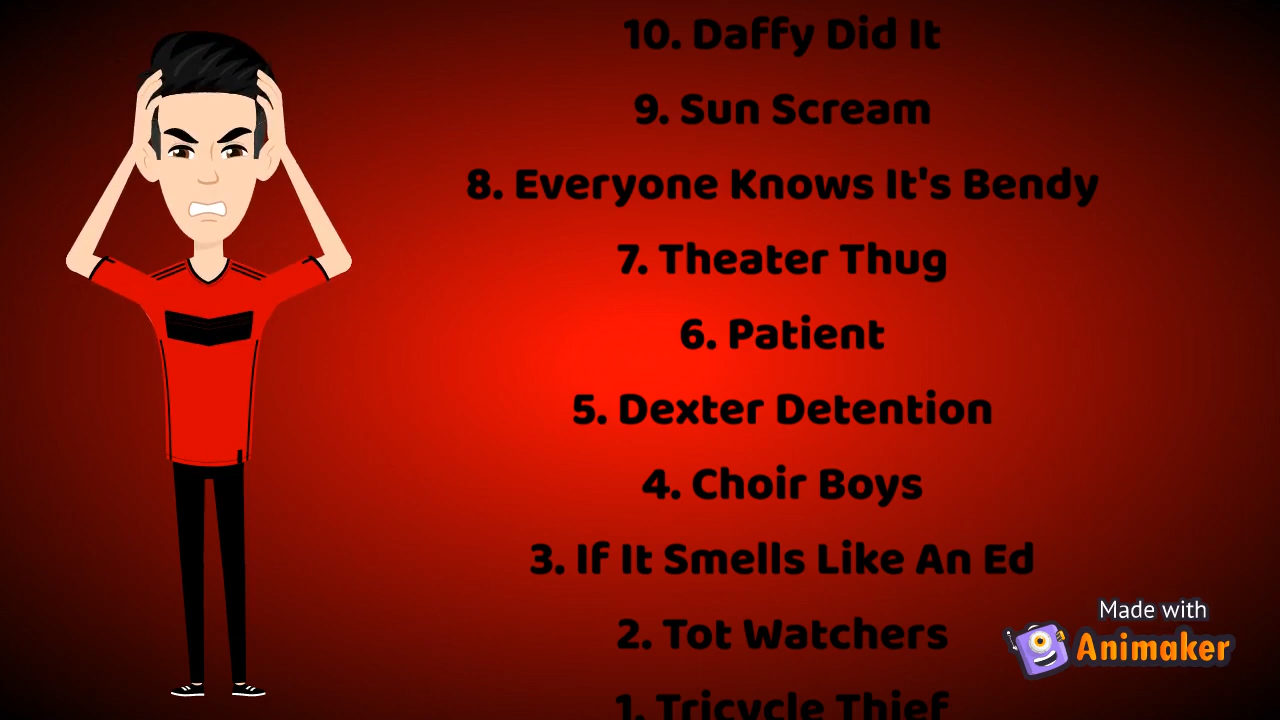 10. Daffy Did It
9. Sun Scream
8. Everyone Knows It's Bendy
7. Theater Thug
6. Patient
5. Dexter Detention
4. Choir Boys
3. If It Smells Like An Ed
2. Tot Watchers
1. Tricycle Thief
Made with
Animaker